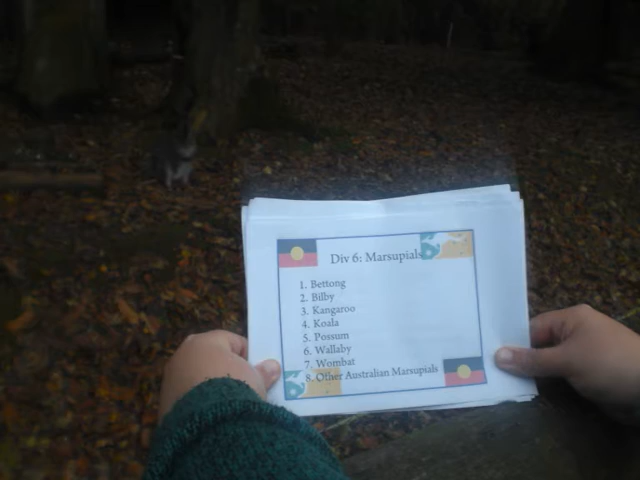 Div 6: Marsupials
1. Bettong
2. Bilby
3. Kangaroo
4. Koala
5. Possum
6. Wallaby
7. Wombat
8. Other Australian Marsupials